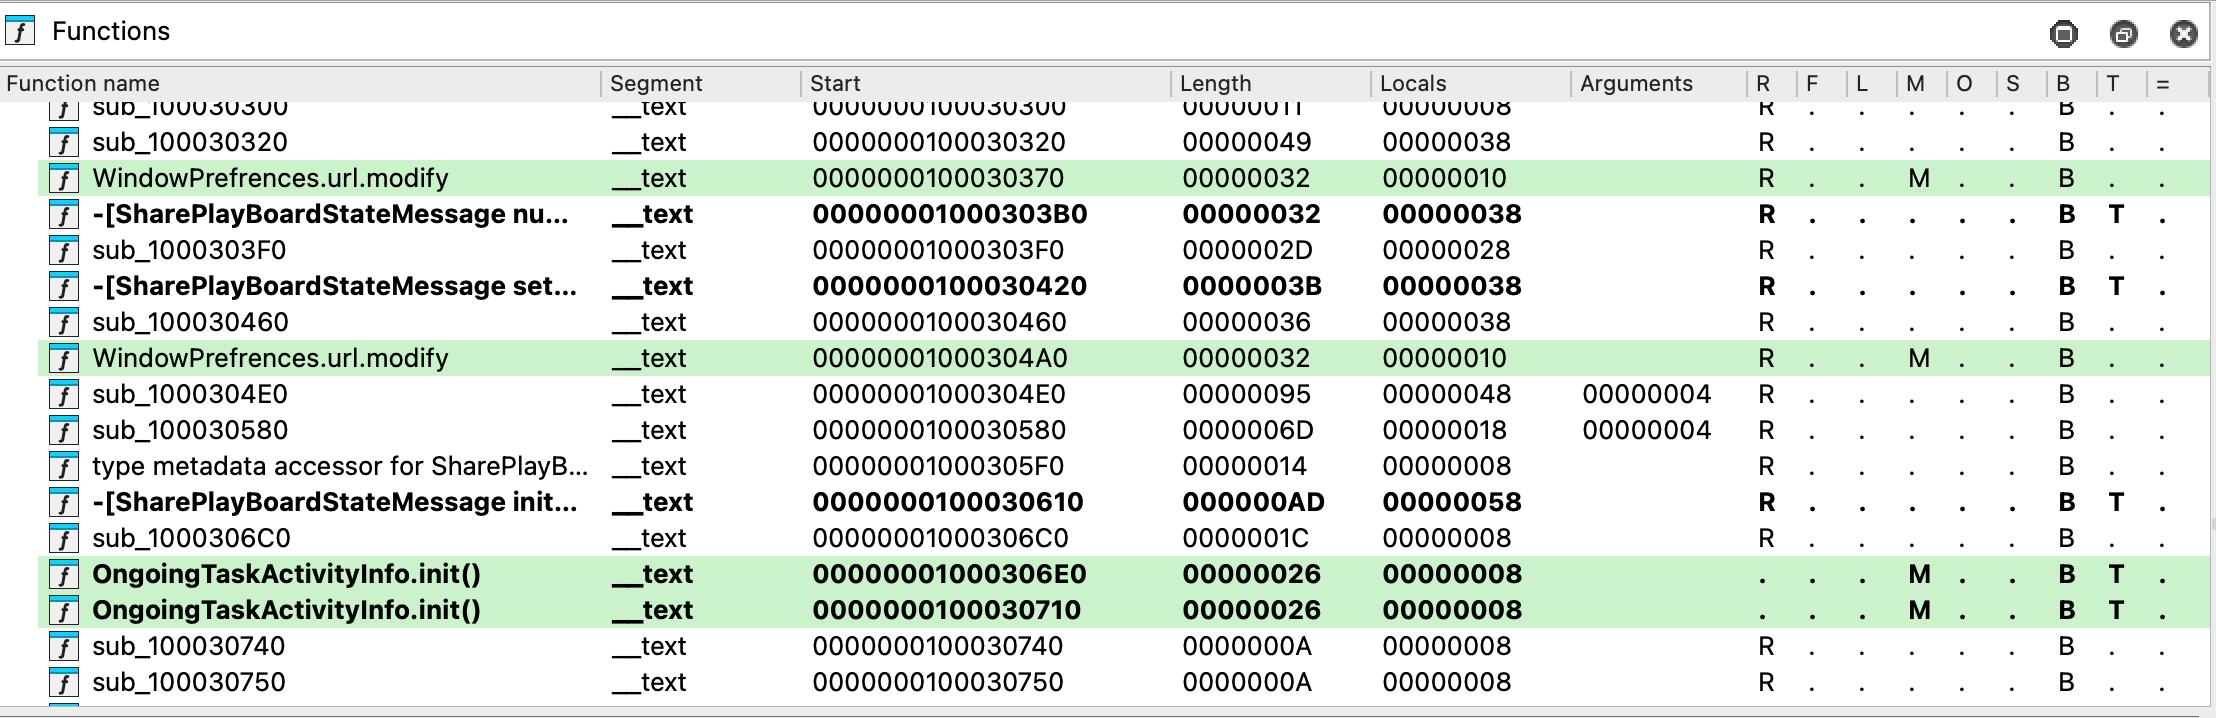 Functions
Function name Segment Start Length Locals Arguments R F L M O S B T =
sub_100030300 __text 0000000100030300 00000011 00000008 R . . . . . B . .
sub_100030320 __text 0000000100030320 00000049 00000038 R . . . . . B . .
WindowPrefrences.url.modify __text 0000000100030370 00000032 00000010 R . . M . . B . .
-[SharePlayBoardStateMessage nu... __text 00000001000303B0 00000032 00000038 R . . . . . B T .
sub_1000303F0 __text 00000001000303F0 0000002D 00000028 R . . . . . B . .
-[SharePlayBoardStateMessage set... __text 0000000100030420 0000003B 00000038 R . . . . . B T .
sub_100030460 __text 0000000100030460 00000036 00000038 R . . . . . B . .
WindowPrefrences.url.modify __text 00000001000304A0 00000032 00000010 R . . M . . B . .
sub_1000304E0 __text 00000001000304E0 00000095 00000048 00000004 R . . . . . B . .
sub_100030580 __text 0000000100030580 0000006D 00000018 00000004 R . . . . . B . .
type metadata accessor for SharePlayB... __text 00000001000305F0 00000014 00000008 R . . . . . B . .
-[SharePlayBoardStateMessage init... __text 0000000100030610 000000AD 00000058 R . . . . . B T .
sub_1000306C0 __text 00000001000306C0 0000001C 00000008 R . . . . . B . .
OngoingTaskActivityInfo.init() __text 00000001000306E0 00000026 00000008 . . . M . . B T .
OngoingTaskActivityInfo.init() __text 0000000100030710 00000026 00000008 . . . M . . B T .
sub_100030740 __text 0000000100030740 0000000A 00000008 R . . . . . B . .
sub_100030750 __text 0000000100030750 0000000A 00000008 R . . . . . B . .